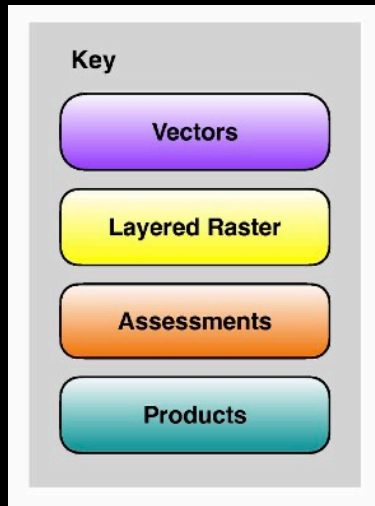 Key
Vectors
Layered Raster
Assessments
Products